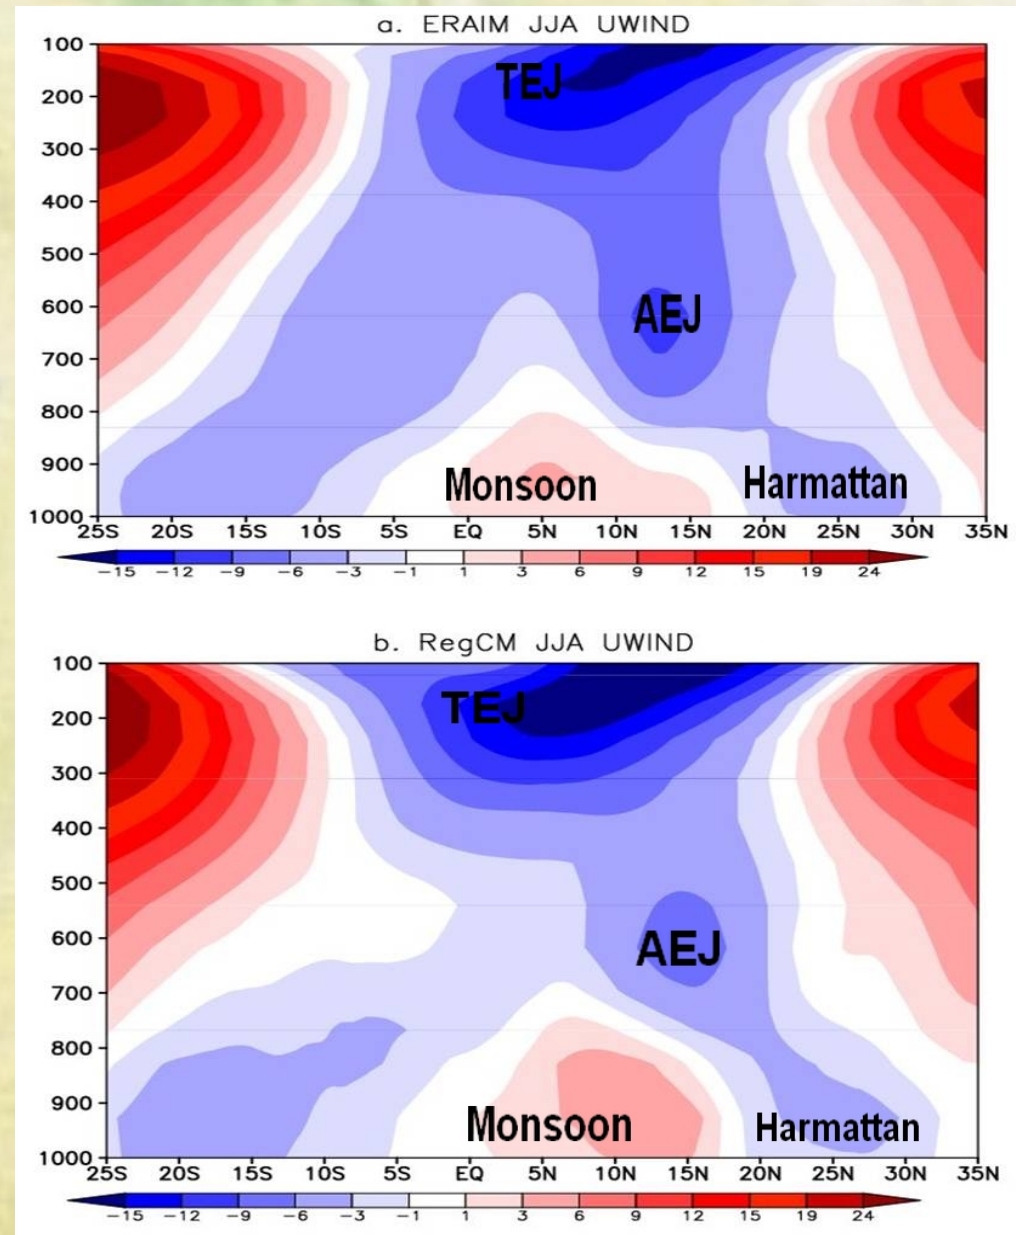 a. ERAIM JJA UWIND
100
TEJ
200
300
400
500
600
AEJ
700
800
900
Monsoon
Harmattan
1000
25S 20S 15S 10S 5S EQ 5N 10N 15N 20N 25N 30N 35N
-15 -12 -9 -6 -3 -1 1 3 6 9 12 15 19 24
b. RegCM JJA UWIND
100
TEJ
200
300
400
500
600
AEJ
700
800
900
Monsoon
Harmattan
1000
25S 20S 15S 10S 5S EQ 5N 10N 15N 20N 25N 30N 35N
-15 -12 -9 -6 -3 -1 1 3 6 9 12 15 19 24